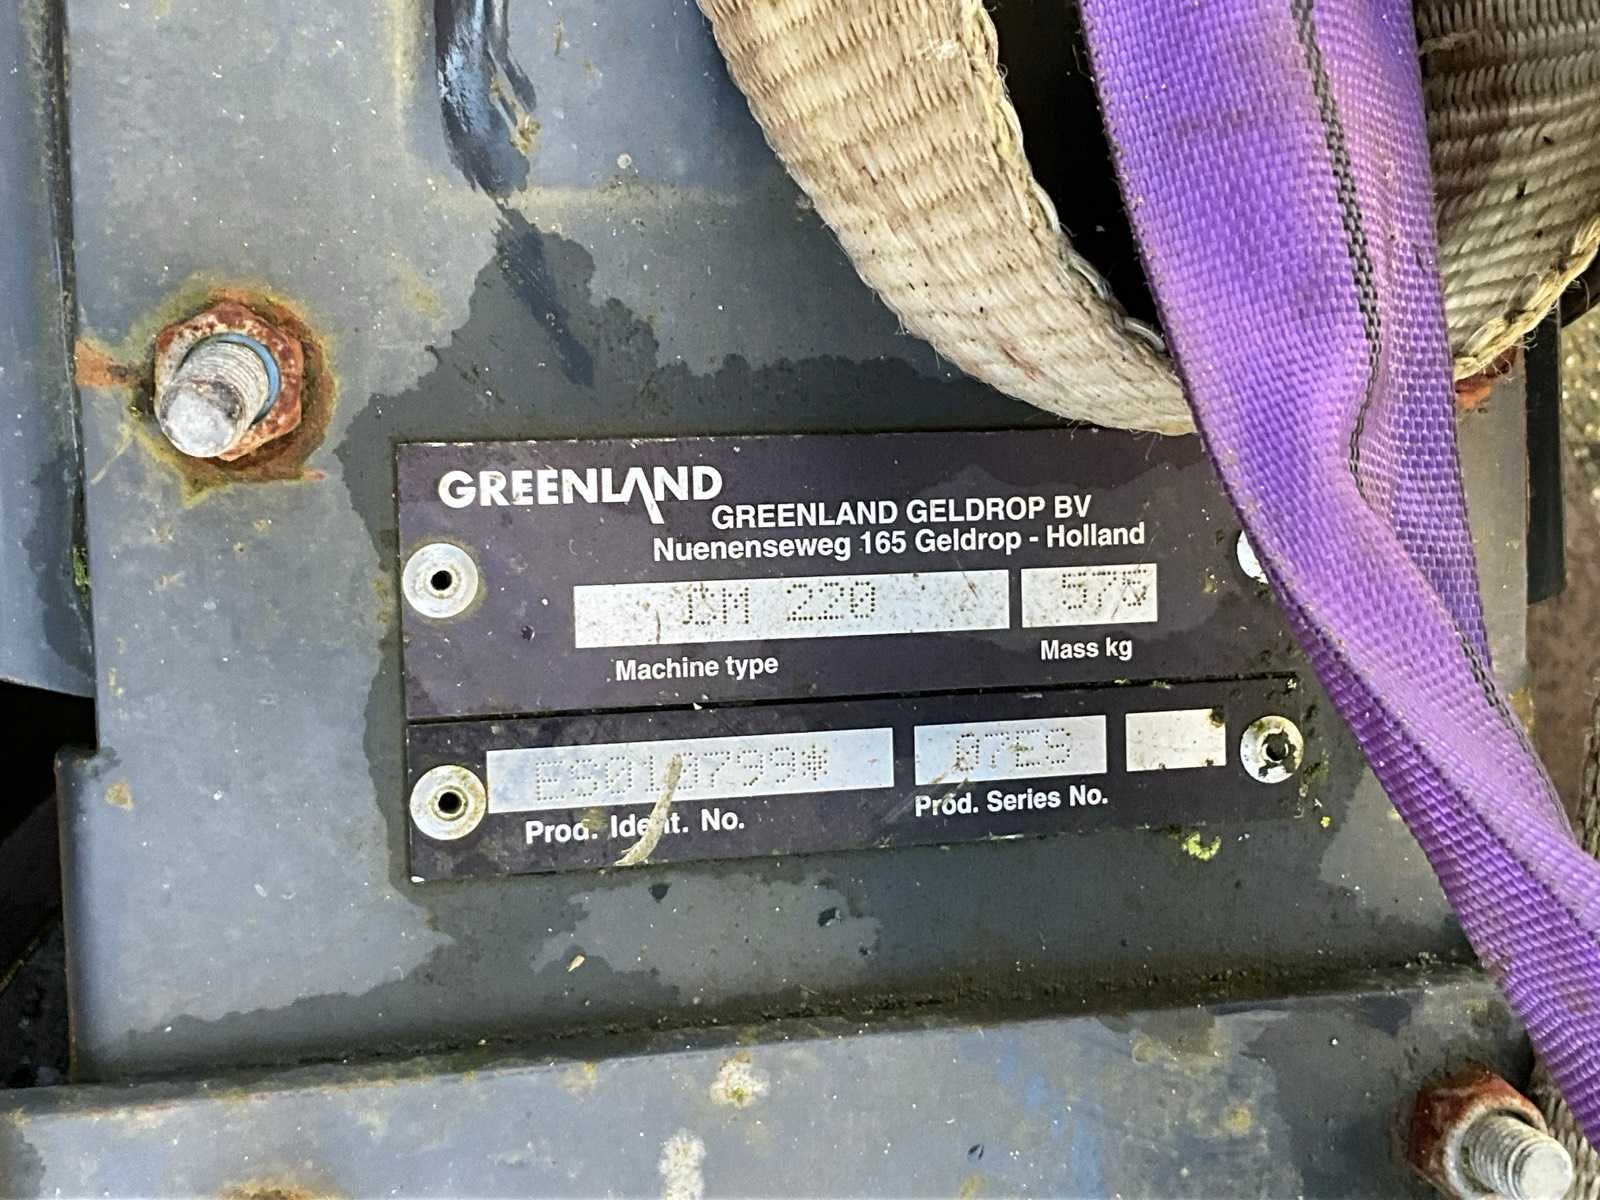 GREENLAND
GREENLAND GELDROP BV
Nuenenseweg 165 Geldrop - Holland
CM 220 575
Machine type Mass kg
ES010799* 07ES
Prod. Ident. No. Prod. Series No.